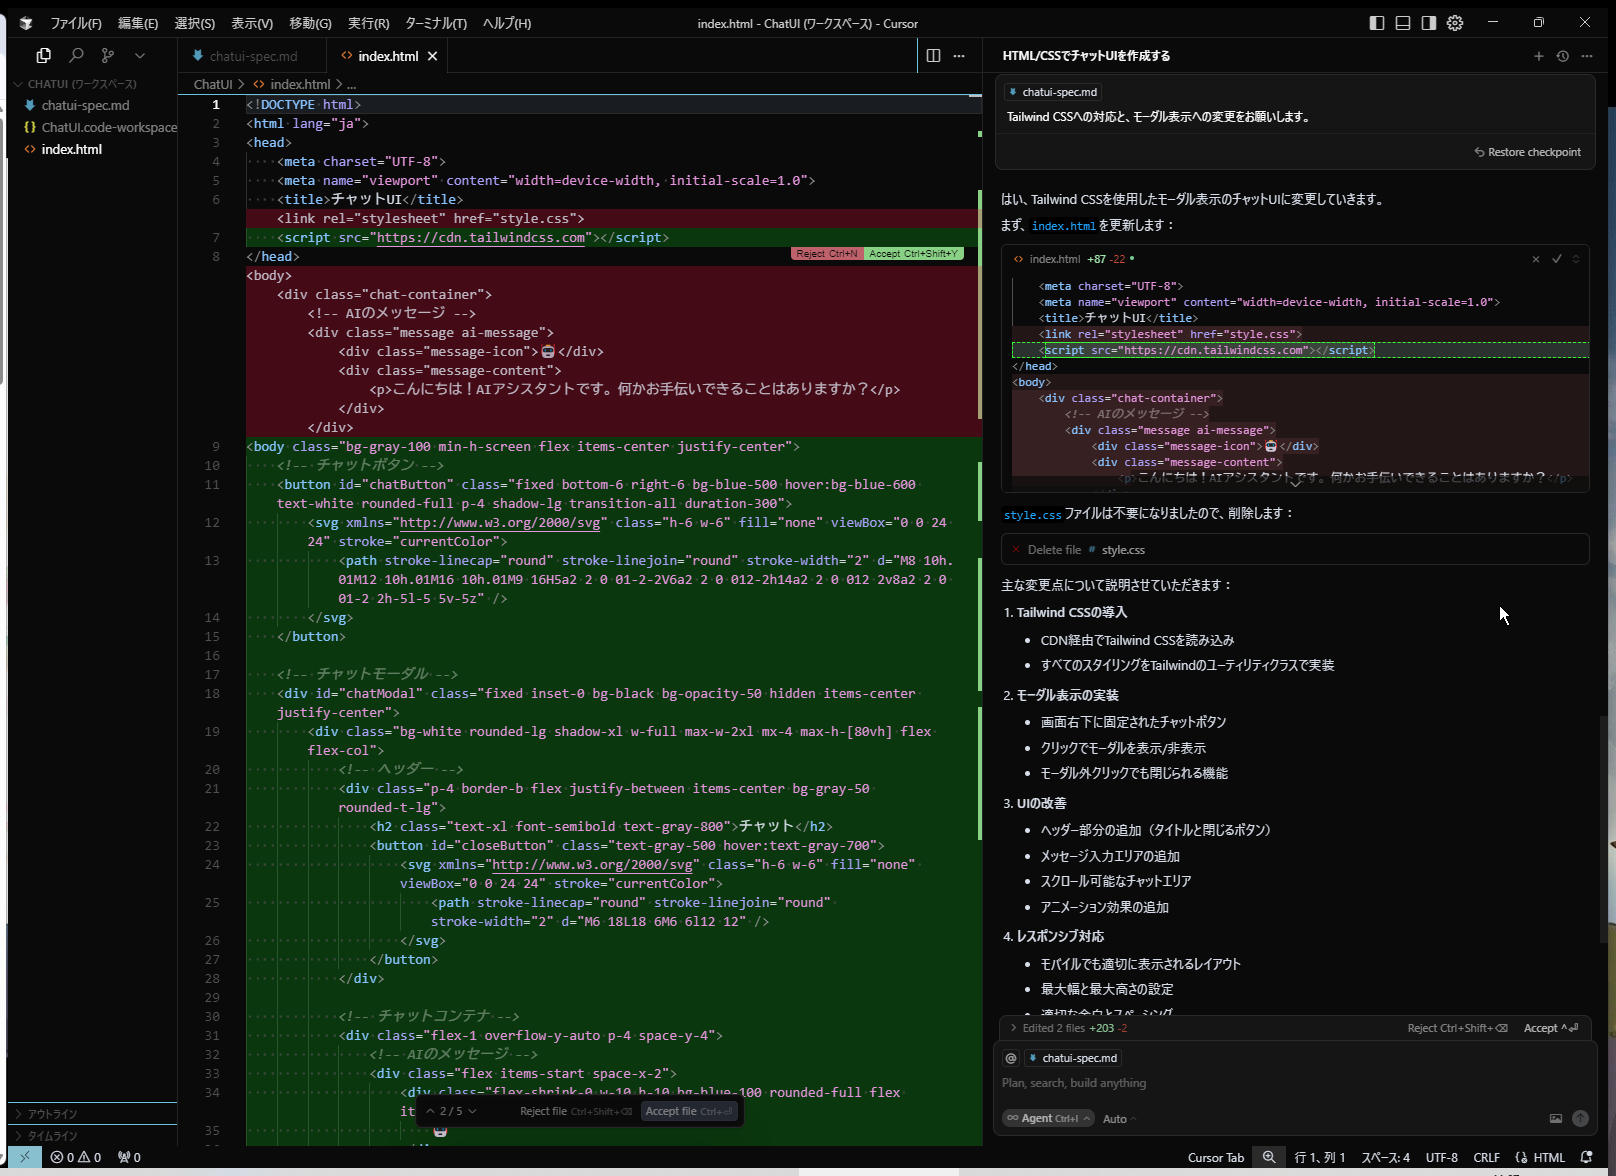 ファイル(F) 編集(E) 選択(S) 表示(V) 移動(G) 実行(R) ターミナル(T) ヘルプ(H)
index.html - ChatUI (ワークスペース) - Cursor
CHATUI (ワークスペース)
chatui-spec.md
ChatUI.code-workspace
index.html
アウトライン
タイムライン
chatui-spec.md
index.html
ChatUI > index.html > ...
1 <!DOCTYPE html>
2 <html lang="ja">
3 <head>
4 <meta charset="UTF-8">
5 <meta name="viewport" content="width=device-width, initial-scale=1.0">
6 <title>チャットUI</title>
<link rel="stylesheet" href="style.css">
7 <script src="https://cdn.tailwindcss.com"></script>
8 </head>
Reject Ctrl+N Accept Ctrl+Shift+Y
<body>
<div class="chat-container">
<!-- AIのメッセージ -->
<div class="message ai-message">
<div class="message-icon">🤖</div>
<div class="message-content">
<p>こんにちは！AIアシスタントです。何かお手伝いできることはありますか？</p>
</div>
</div>
9 <body class="bg-gray-100 min-h-screen flex items-center justify-center">
10 <!-- チャットボタン -->
11 <button id="chatButton" class="fixed bottom-6 right-6 bg-blue-500 hover:bg-blue-600
text-white rounded-full p-4 shadow-lg transition-all duration-300">
12 <svg xmlns="http://www.w3.org/2000/svg" class="h-6 w-6" fill="none" viewBox="0 0 24
24" stroke="currentColor">
13 <path stroke-linecap="round" stroke-linejoin="round" stroke-width="2" d="M8 10h.
01M12 10h.01M16 10h.01M9 16H5a2 2 0 01-2-2V6a2 2 0 012-2h14a2 2 0 012 2v8a2 2 0
01-2 2h-5l-5 5v-5z" />
14 </svg>
15 </button>
16
17 <!-- チャットモーダル -->
18 <div id="chatModal" class="fixed inset-0 bg-black bg-opacity-50 hidden items-center
justify-center">
19 <div class="bg-white rounded-lg shadow-xl w-full max-w-2xl mx-4 max-h-[80vh] flex
flex-col">
20 <!-- ヘッダー -->
21 <div class="p-4 border-b flex justify-between items-center bg-gray-50
rounded-t-lg">
22 <h2 class="text-xl font-semibold text-gray-800">チャット</h2>
23 <button id="closeButton" class="text-gray-500 hover:text-gray-700">
24 <svg xmlns="http://www.w3.org/2000/svg" class="h-6 w-6" fill="none"
viewBox="0 0 24 24" stroke="currentColor">
25 <path stroke-linecap="round" stroke-linejoin="round"
stroke-width="2" d="M6 18L18 6M6 6l12 12" />
26 </svg>
27 </button>
28 </div>
29
30 <!-- チャットコンテナ -->
31 <div class="flex-1 overflow-y-auto p-4 space-y-4">
32 <!-- AIのメッセージ -->
33 <div class="flex items-start space-x-2">
34 <div class="flex-shrink-0 w-10 h-10 bg-blue-100 rounded-full flex
it
35 🤖
2 / 5 Reject file Ctrl+Shift+⌫ Accept file Ctrl+⏎
HTML/CSSでチャットUIを作成する
chatui-spec.md
Tailwind CSSへの対応と、モーダル表示への変更をお願いします。
Restore checkpoint
はい、Tailwind CSSを使用したモーダル表示のチャットUIに変更していきます。
まず、index.htmlを更新します：
index.html +87 -22
<meta charset="UTF-8">
<meta name="viewport" content="width=device-width, initial-scale=1.0">
<title>チャットUI</title>
<link rel="stylesheet" href="style.css">
<script src="https://cdn.tailwindcss.com"></script>
</head>
<body>
<div class="chat-container">
<!-- AIのメッセージ -->
<div class="message ai-message">
<div class="message-icon">🤖</div>
<div class="message-content">
<p>こんにちは！AIアシスタントです。何かお手伝いできることはありますか？</p>
style.cssファイルは不要になりましたので、削除します：
Delete file # style.css
主な変更点について説明させていただきます：
1. Tailwind CSSの導入
• CDN経由でTailwind CSSを読み込み
• すべてのスタイリングをTailwindのユーティリティクラスで実装
2. モーダル表示の実装
• 画面右下に固定されたチャットボタン
• クリックでモーダルを表示/非表示
• モーダル外クリックでも閉じられる機能
3. UIの改善
• ヘッダー部分の追加（タイトルと閉じるボタン）
• メッセージ入力エリアの追加
• スクロール可能なチャットエリア
• アニメーション効果の追加
4. レスポンシブ対応
• モバイルでも適切に表示されるレイアウト
• 最大幅と最大高さの設定
• 適切な余白とスペーシング
Edited 2 files +203 -2 Reject Ctrl+Shift+⌫ Accept ^⏎
@ chatui-spec.md
Plan, search, build anything
∞ Agent Ctrl+I Auto
0 0 0 Cursor Tab 行 1、列 1 スペース: 4 UTF-8 CRLF HTML